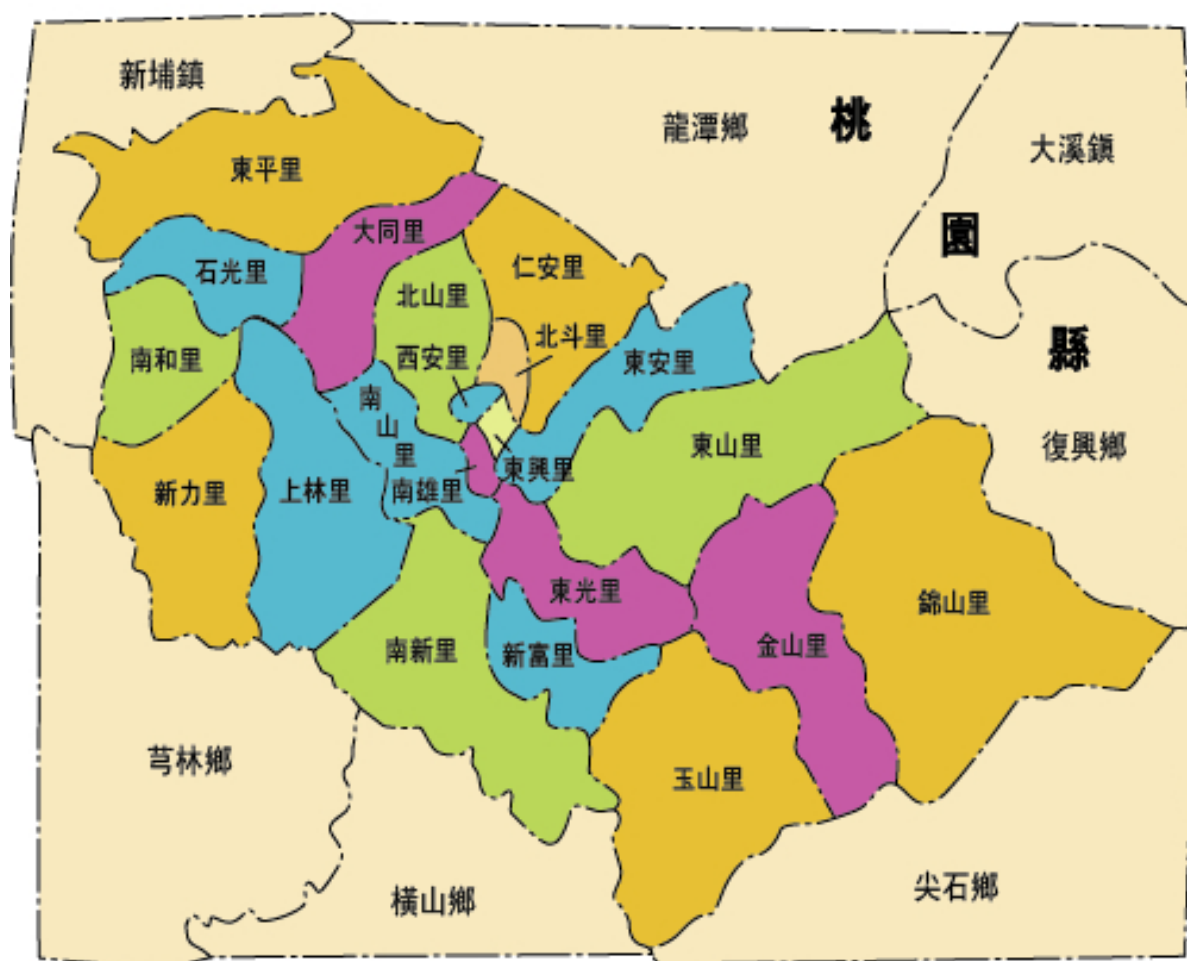 新埔鎮
龍潭鄉
桃
大溪鎮
東平里
大同里
園
石光里
仁安里
北山里
北斗里
縣
南和里
西安里
東安里
南山里
東山里
復興鄉
東興里
新力里
上林里
南雄里
東光里
錦山里
南新里
新富里
金山里
芎林鄉
玉山里
橫山鄉
尖石鄉